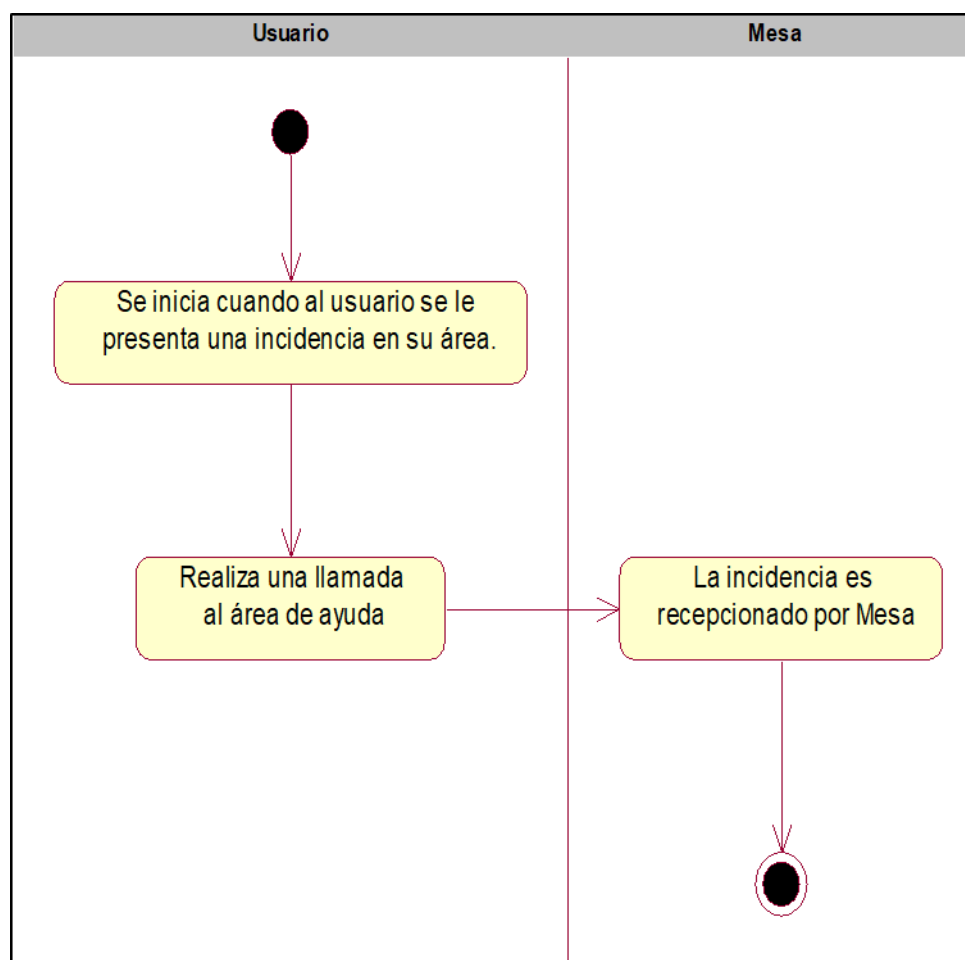 Usuario
Mesa
Se inicia cuando al usuario se le
presenta una incidencia en su área.
Realiza una llamada
al área de ayuda
La incidencia es
recepcionado por Mesa